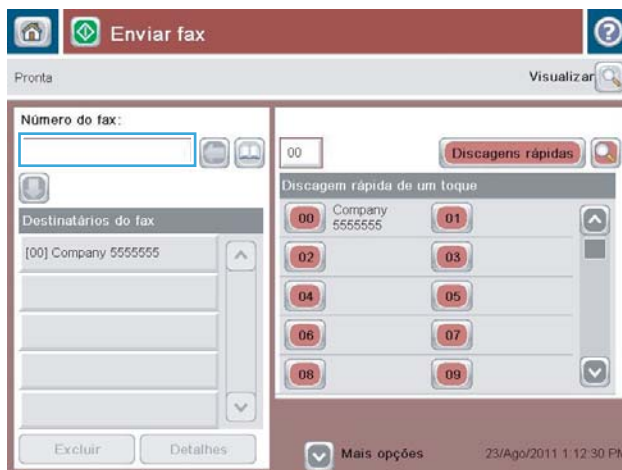 Enviar fax
Pronta
Visualizar
Número do fax:
00
Discagens rápidas
Discagem rápida de um toque
Destinatários do fax
[00] Company 5555555
Excluir
Detalhes
00 Company 5555555 01
02 03
04 05
06 07
08 09
Mais opções
23/Ago/2011 1:12:30 PM